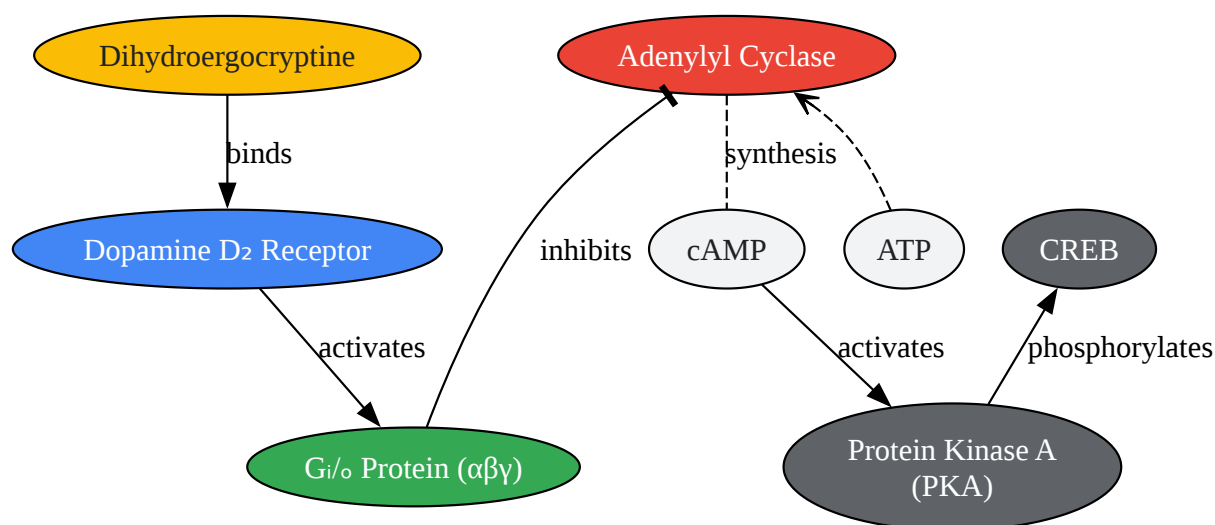 Dihydroergocryptine
Adenylyl Cyclase
binds
synthesis
Dopamine D₂ Receptor
inhibits
cAMP
ATP
CREB
activates
activates
phosphorylates
Gᵢ/ₒ Protein (αβγ)
Protein Kinase A
(PKA)